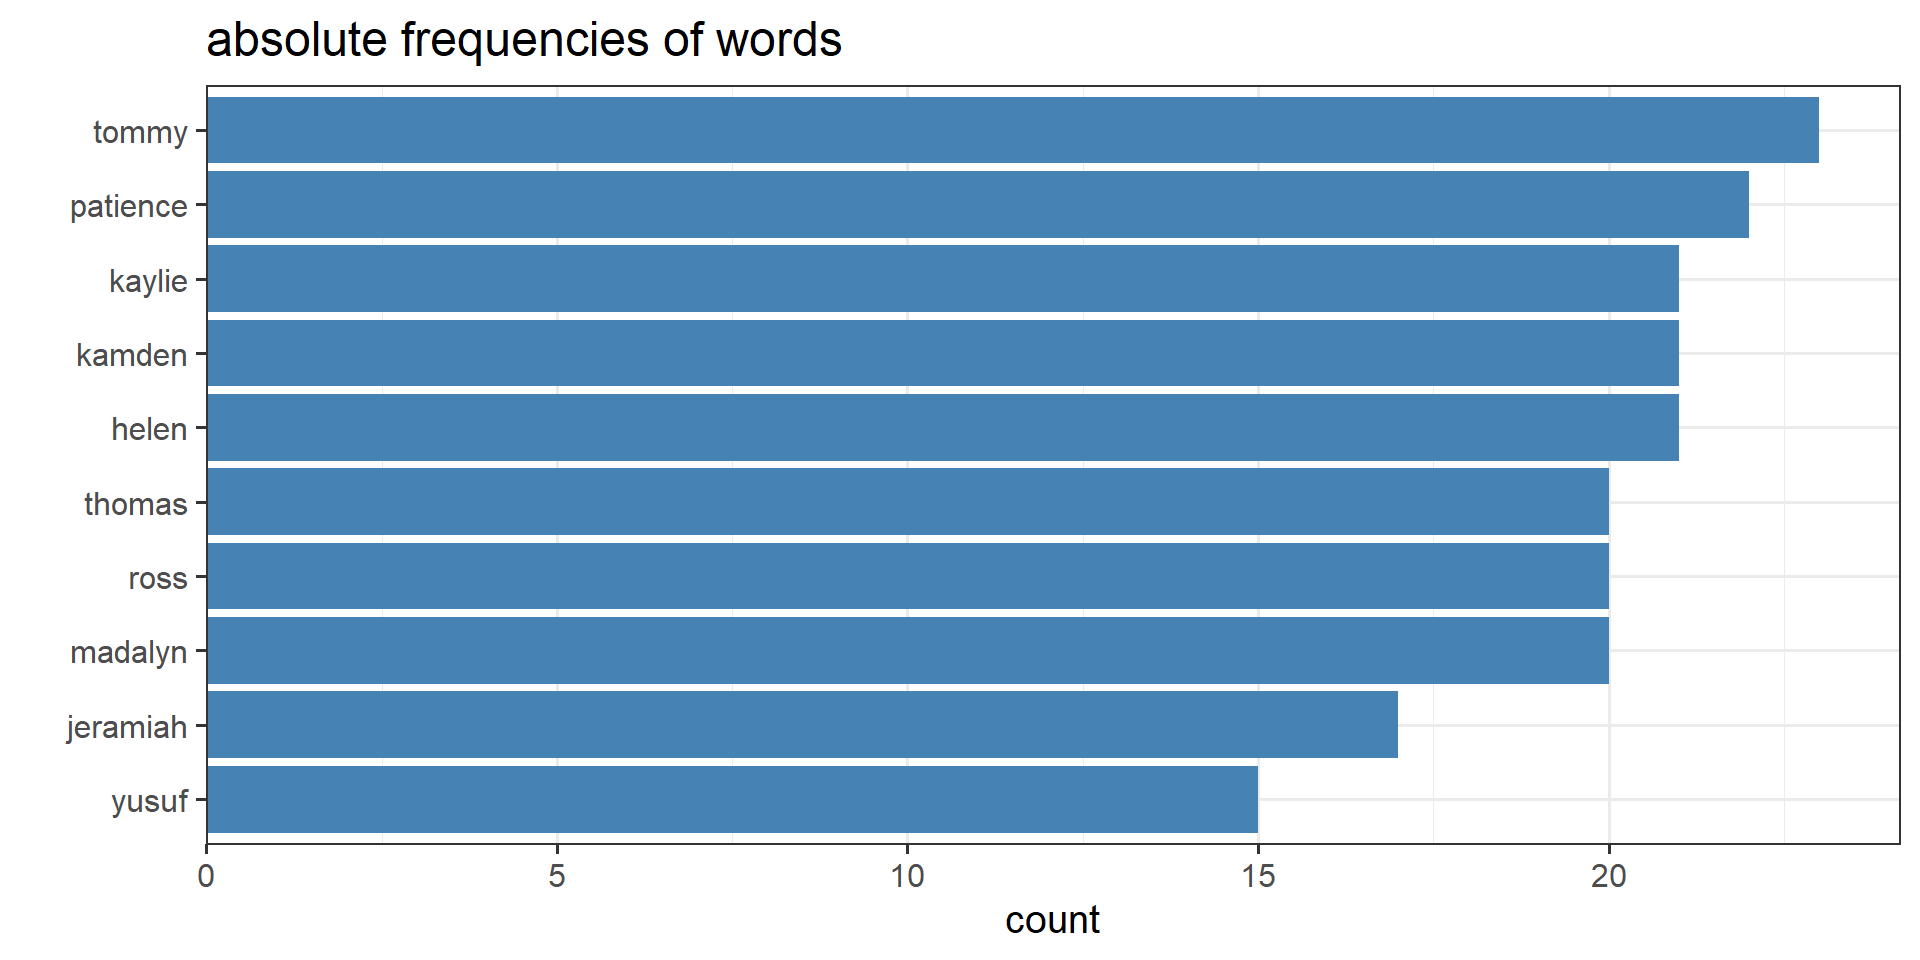 absolute frequencies of words
tommy
patience
kaylie
kamden
helen
thomas
ross
madalyn
jeramiah
yusuf
0 5 10 15 20
count